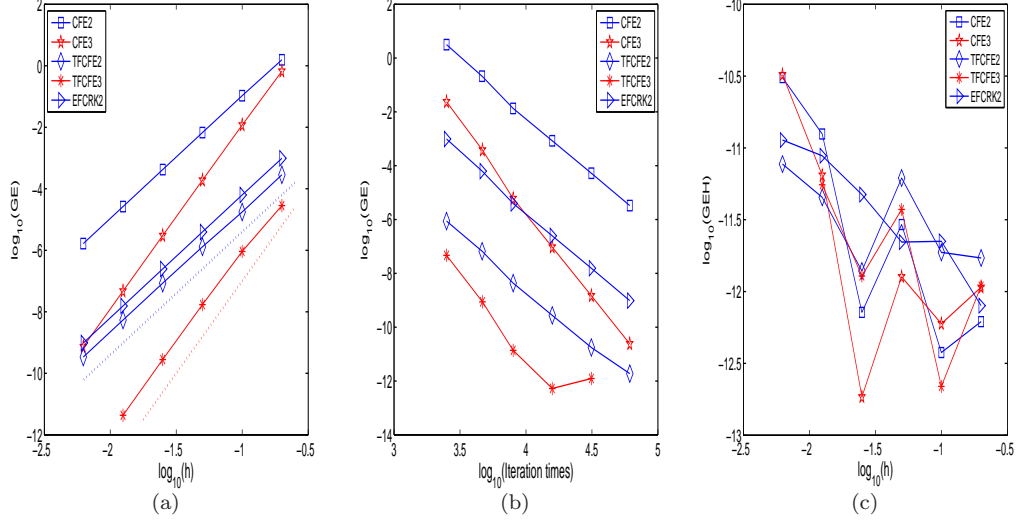 2
0
−2
−4
−6
−8
−10
−12
log10(GE)
−2.5
−2
−1.5
−1
−0.5
log10(h)
CFE2
CFE3
TFCFE2
TFCFE3
EFCRK2
(a)
2
0
−2
−4
−6
−8
−10
−12
−14
log10(GE)
3
3.5
4
4.5
5
log10(Iteration times)
CFE2
CFE3
TFCFE2
TFCFE3
EFCRK2
(b)
−10
−10.5
−11
−11.5
−12
−12.5
−13
log10(GEH)
−2.5
−2
−1.5
−1
−0.5
log10(h)
CFE2
CFE3
TFCFE2
TFCFE3
EFCRK2
(c)